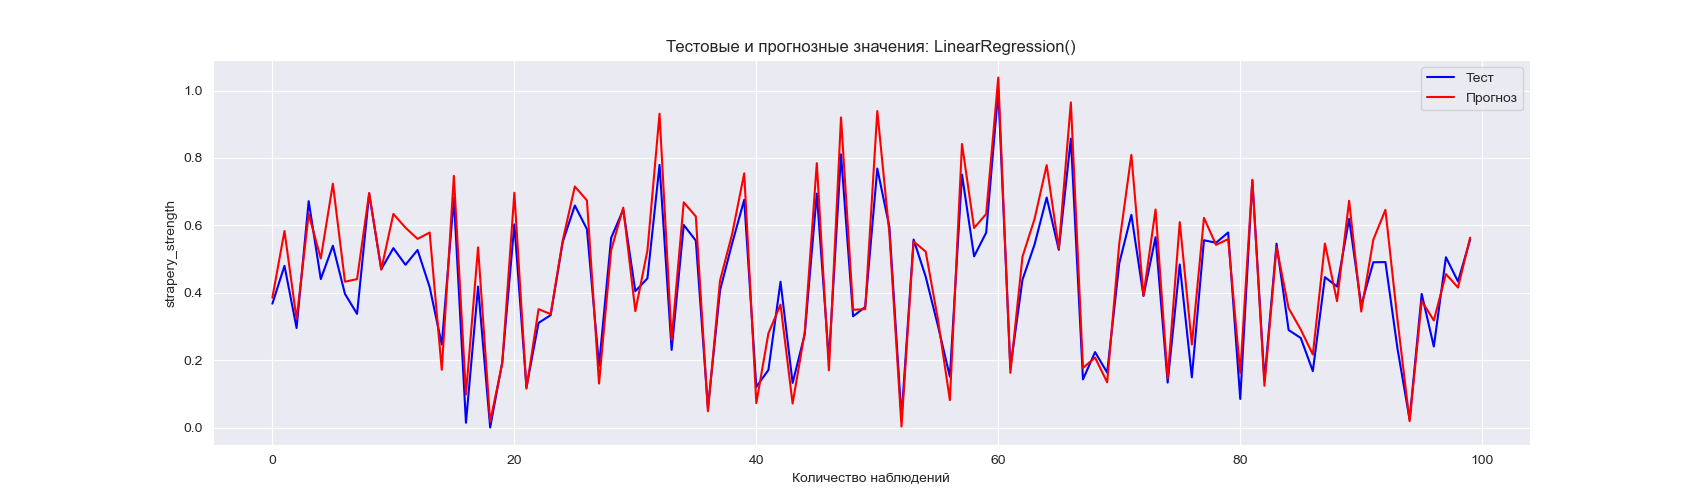 Тестовые и прогнозные значения: LinearRegression()
Тест
Прогноз
1.0
0.8
0.6
0.4
0.2
0.0
strapery_strength
0 20 40 60 80 100
Количество наблюдений